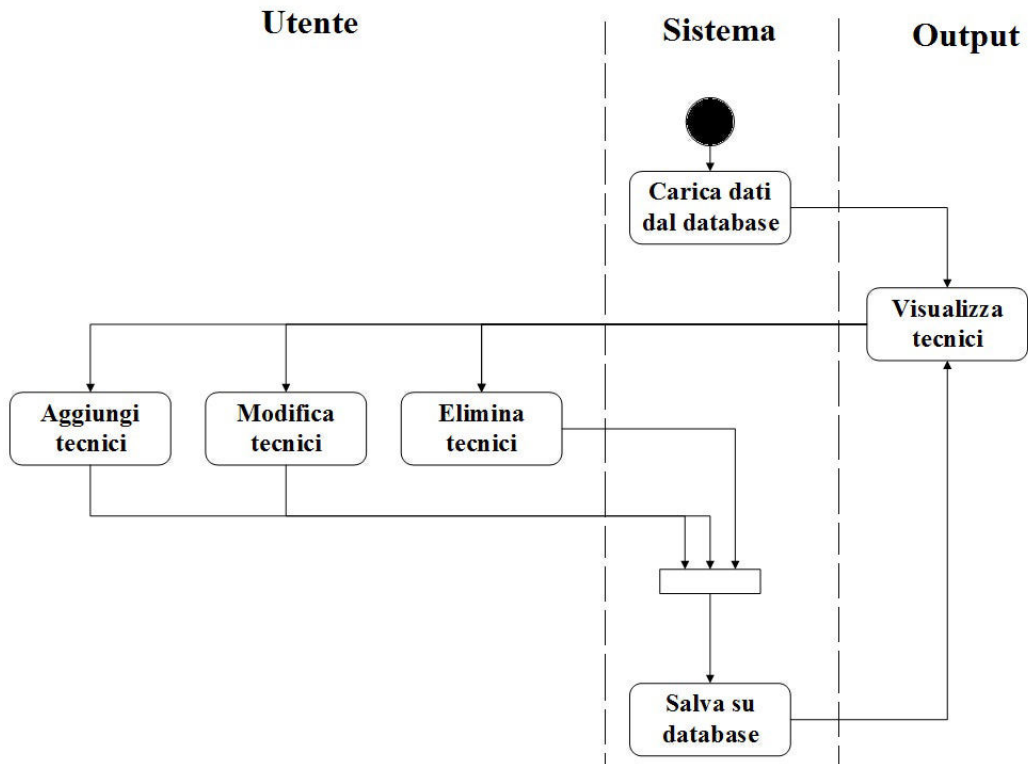 Utente
Sistema
Output
Carica dati
dal database
Visualizza
tecnici
Aggiungi
tecnici
Modifica
tecnici
Elimina
tecnici
Salva su
database